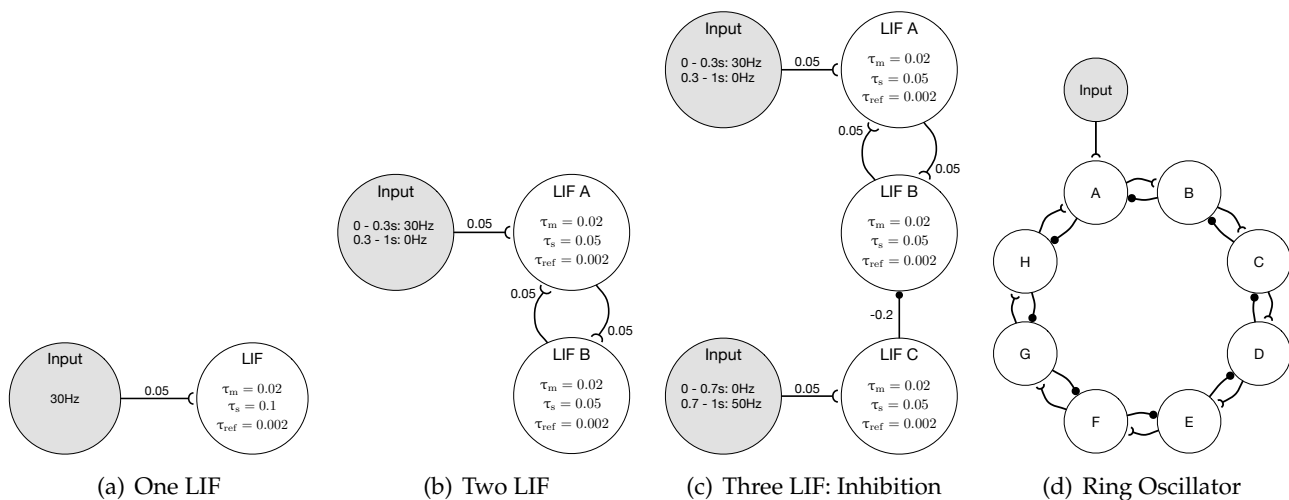 Input
30Hz
0.05
LIF
τm = 0.02
τs = 0.1
τref = 0.002
(a) One LIF
Input
0 - 0.3s: 30Hz
0.3 - 1s: 0Hz
0.05
LIF A
τm = 0.02
τs = 0.05
τref = 0.002
0.05
0.05
LIF B
τm = 0.02
τs = 0.05
τref = 0.002
(b) Two LIF
Input
0 - 0.3s: 30Hz
0.3 - 1s: 0Hz
0.05
LIF A
τm = 0.02
τs = 0.05
τref = 0.002
0.05
0.05
LIF B
τm = 0.02
τs = 0.05
τref = 0.002
-0.2
Input
0 - 0.7s: 0Hz
0.7 - 1s: 50Hz
0.05
LIF C
τm = 0.02
τs = 0.05
τref = 0.002
(c) Three LIF: Inhibition
Input
A
B
C
D
E
F
G
H
(d) Ring Oscillator